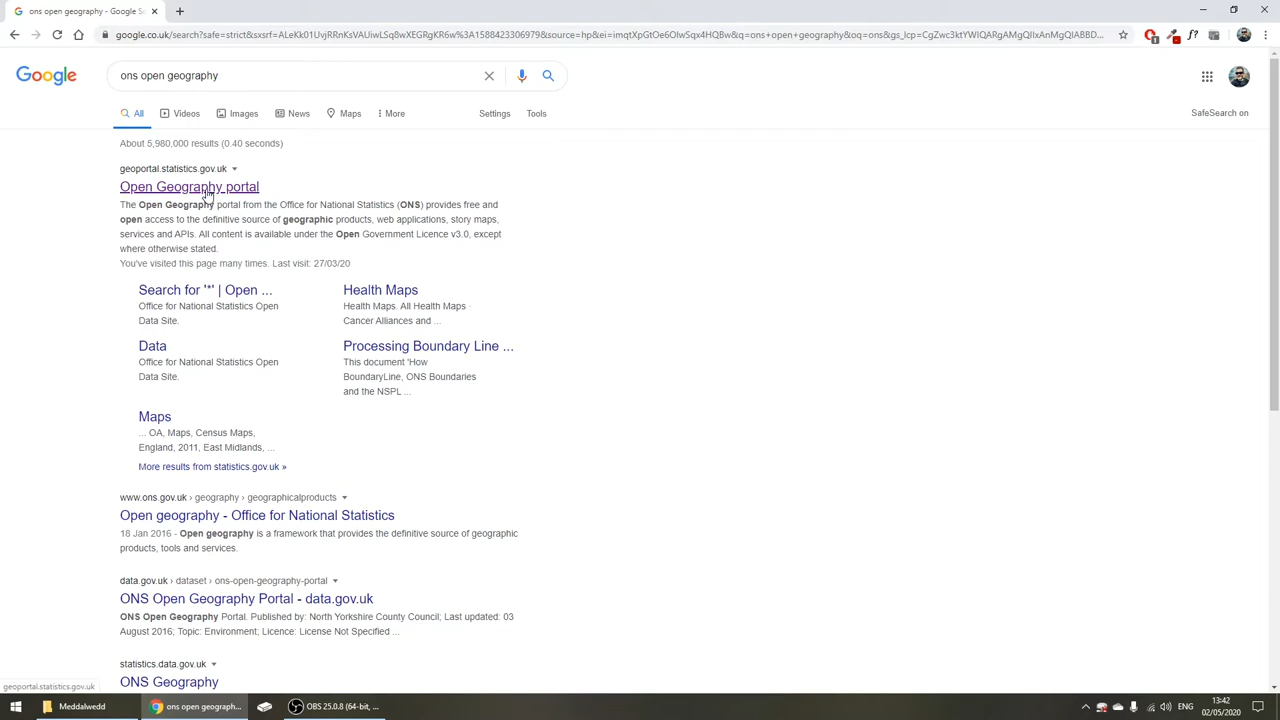 ons open geography - Google Se
google.co.uk/search?safe=strict&sxsrf=ALeKk01UvjRRnKsVAUiwLSq8wXEGRgKR6w%3A1588423306979&source=hp&ei=imqtXpGtOe6OlwSqx4HQBw&q=ons+open+geography&oq=ons&gs_lcp=CgZwc3ktYWIQARgAMgQIIxAnMgQIABBD...
Google
ons open geography
All
Videos
Images
News
Maps
More
Settings
Tools
SafeSearch on
About 5,980,000 results (0.40 seconds)
geoportal.statistics.gov.uk
Open Geography portal
The Open Geography portal from the Office for National Statistics (ONS) provides free and
open access to the definitive source of geographic products, web applications, story maps,
services and APIs. All content is available under the Open Government Licence v3.0, except
where otherwise stated.
You've visited this page many times. Last visit: 27/03/20
Search for '*' | Open ...
Office for National Statistics Open
Data Site.
Health Maps
Health Maps. All Health Maps ·
Cancer Alliances and ...
Data
Office for National Statistics Open
Data Site.
Processing Boundary Line ...
This document 'How
BoundaryLine, ONS Boundaries
and the NSPL ...
Maps
... OA, Maps, Census Maps,
England, 2011, East Midlands, ...
More results from statistics.gov.uk »
www.ons.gov.uk › geography › geographicalproducts
Open geography - Office for National Statistics
18 Jan 2016 - Open geography is a framework that provides the definitive source of geographic
products, tools and services.
data.gov.uk › dataset › ons-open-geography-portal
ONS Open Geography Portal - data.gov.uk
ONS Open Geography Portal. Published by: North Yorkshire County Council; Last updated: 03
August 2016; Topic: Environment; Licence: License Not Specified ...
statistics.data.gov.uk
ONS Geography
geoportal.statistics.gov.uk
Meddalwedd
ons open geograph...
OBS 25.0.8 (64-bit, ...
ENG
13:42
02/05/2020